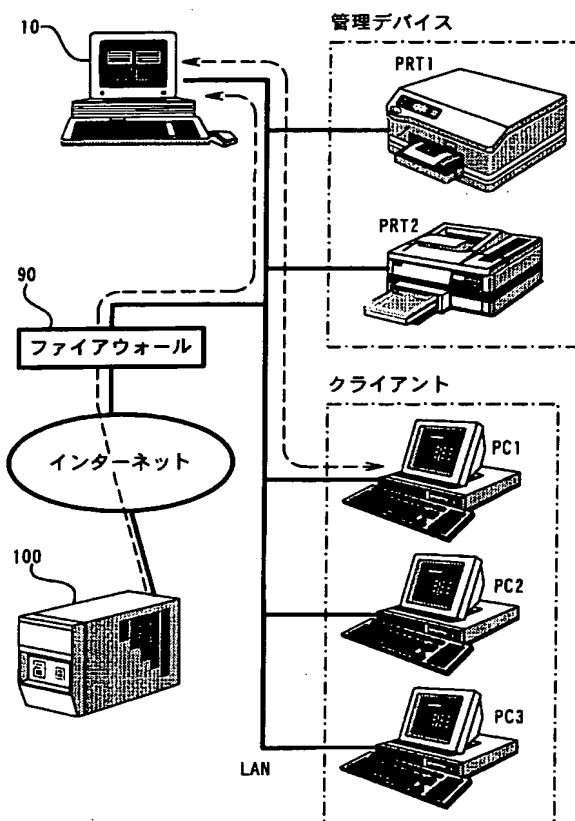 10
管理デバイス
PRT1
PRT2
90
ファイアウォール
クライアント
インターネット
PC1
100
PC2
PC3
LAN